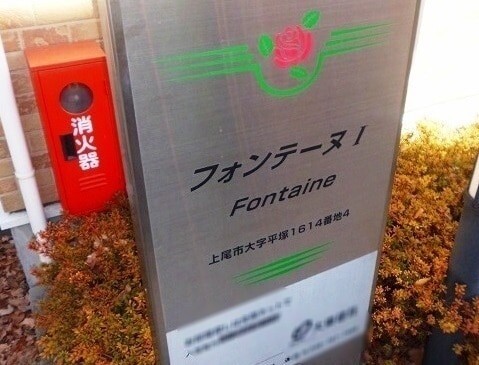 消火器
フォンテーヌ I
Fontaine
上尾市大字平塚1614番地4